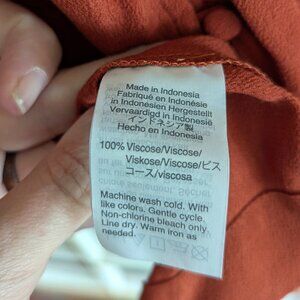 Made in Indonesia
Fabriqué en Indonésie
in Indonésien Hergestellt
Vervaardigd in Indonesië
インドネシア製
Hecho en Indonesia
100% Viscose/Viscose/
Viskose/Viscose/ビス
コース/viscosa
Machine wash cold. With
like colors. Gentle cycle.
Non-chlorine bleach only.
Line dry. Warm iron as
needed.